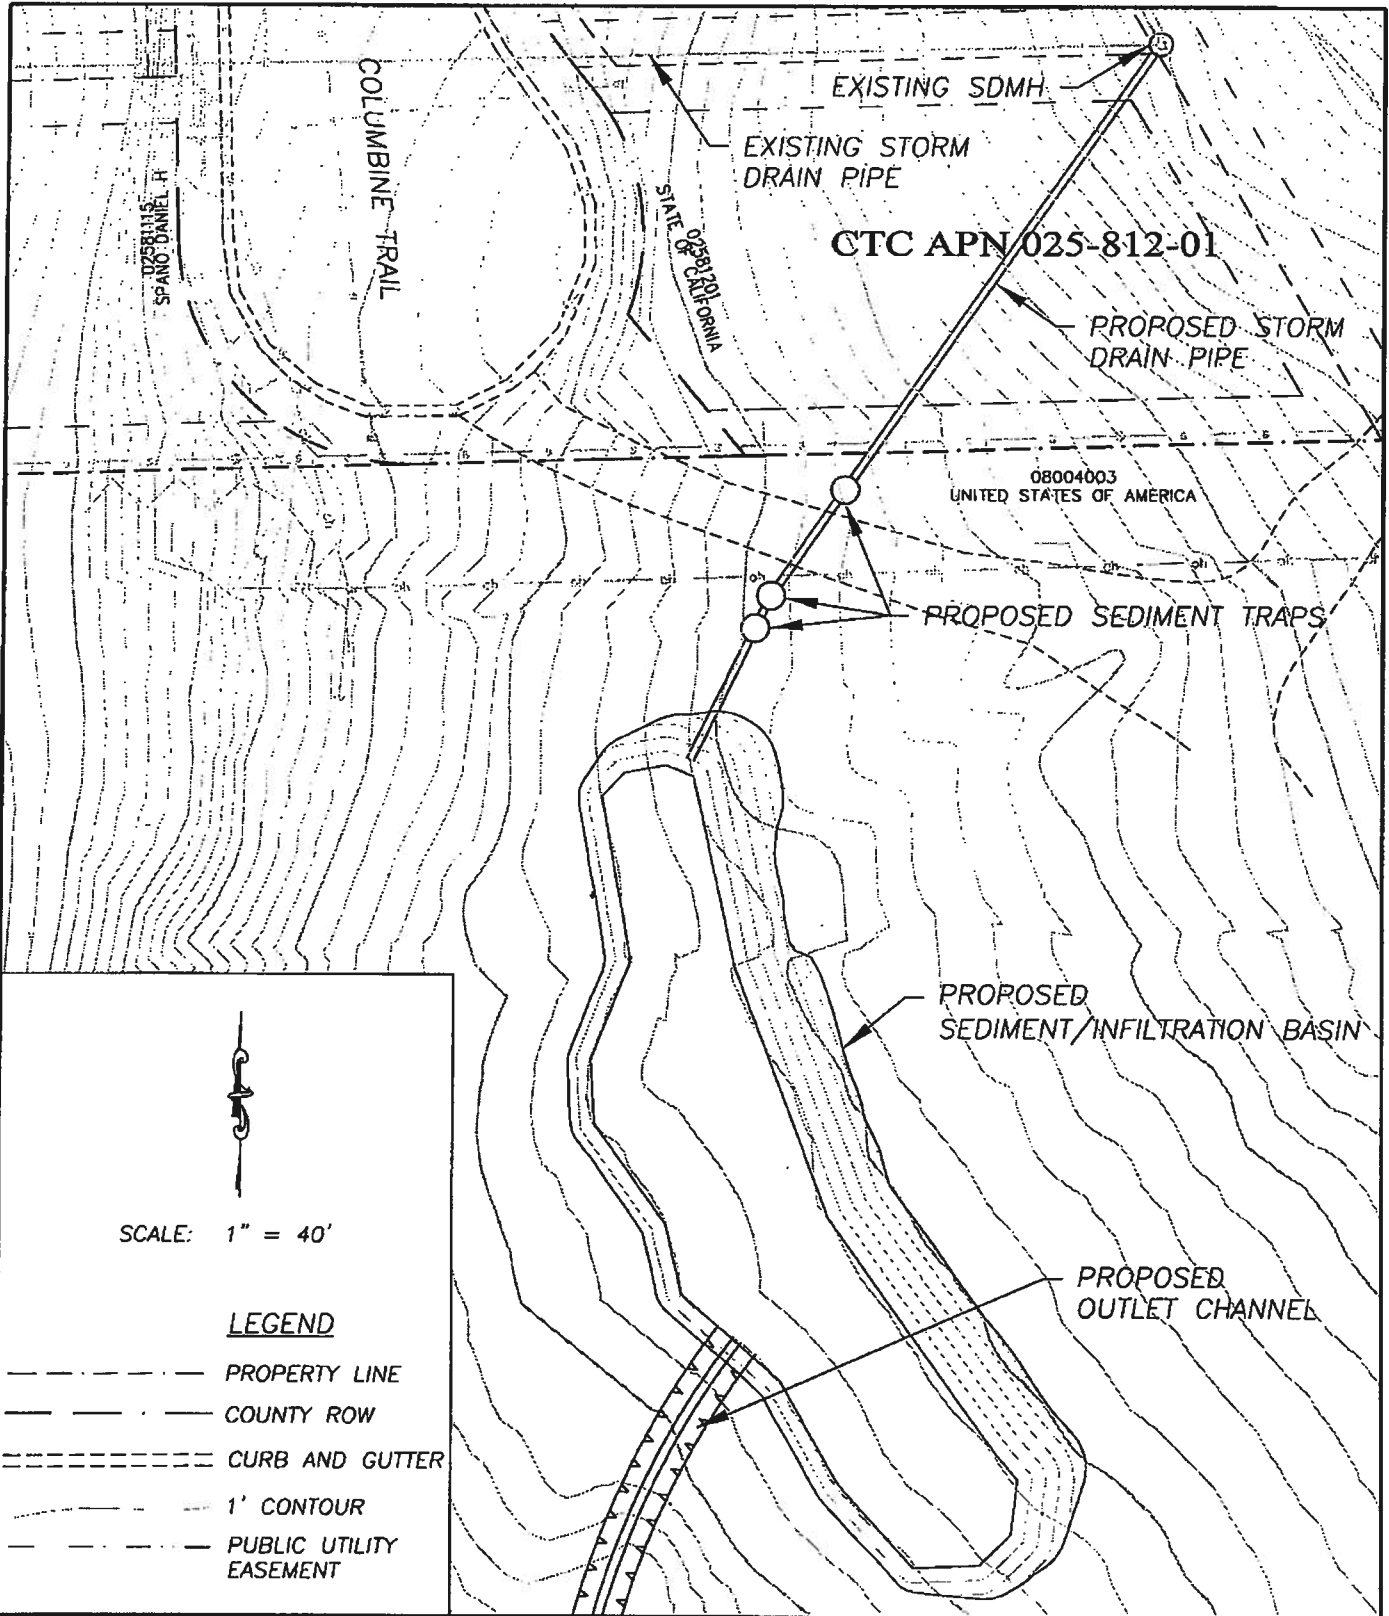 EXISTING SDMH
EXISTING STORM
DRAIN PIPE
COLUMBINE TRAIL
02581115
SPANO DANIEL H
02581201
STATE OF CALIFORNIA
CTC APN 025-812-01
PROPOSED STORM
DRAIN PIPE
08004003
UNITED STATES OF AMERICA
PROPOSED SEDIMENT TRAPS
PROPOSED
SEDIMENT/INFILTRATION BASIN
PROPOSED
OUTLET CHANNEL
SCALE: 1" = 40'
LEGEND
PROPERTY LINE
COUNTY ROW
CURB AND GUTTER
1' CONTOUR
PUBLIC UTILITY
EASEMENT